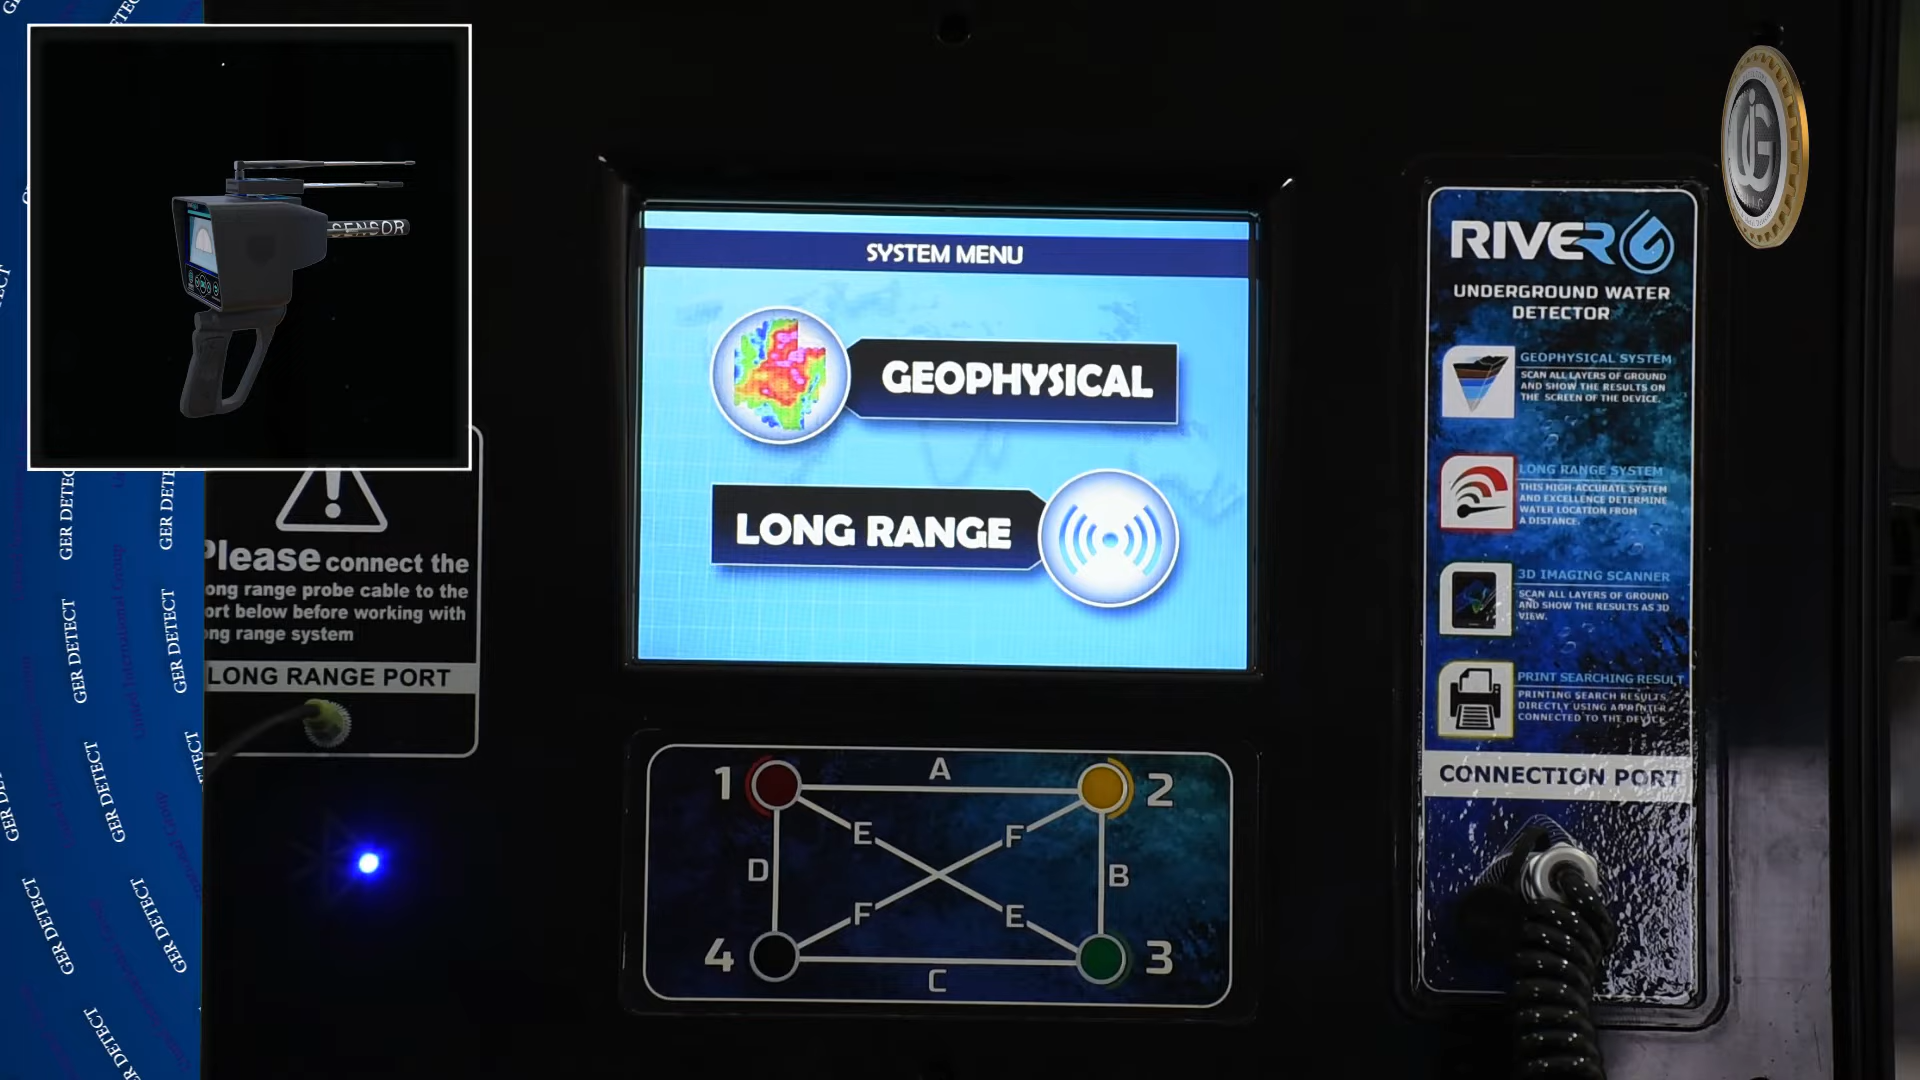 SENSOR
Please connect the
ong range probe cable to the
ort below before working with
ng range system
LONG RANGE PORT
SYSTEM MENU
GEOPHYSICAL
LONG RANGE
1
A
2
E
F
D
B
F
E
4
C
3
RIVER G
UNDERGROUND WATER
DETECTOR
GEOPHYSICAL SYSTEM
SCAN ALL LAYERS OF GROUND
AND SHOW THE RESULTS ON
THE SCREEN OF THE DEVICE.
LONG RANGE SYSTEM
THIS HIGH-ACCURATE SYSTEM
AND EXCELLENCE DETERMINE
WATER LOCATION FROM
A DISTANCE.
3D IMAGING SCANNER
SCAN ALL LAYERS OF GROUND
AND SHOW THE RESULTS AS 3D
VIEW.
PRINT SEARCHING RESULT
PRINTING SEARCH RESULTS
DIRECTLY USING A PRINTER
CONNECTED TO THE DEVICE
CONNECTION PORT
GER DETECT
GER DETECT
GER DETECT
GER DETECT
GER DETECT
GER DETECT
GER DETECT
GER DETECT